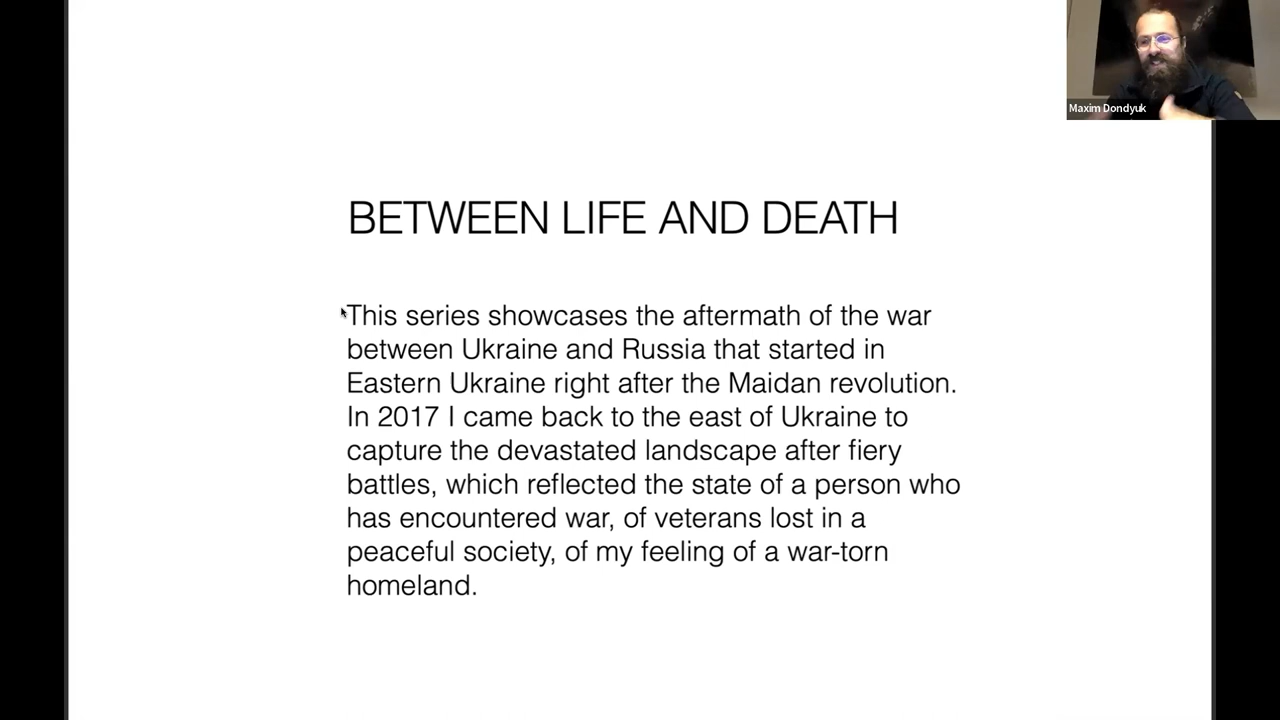 Maxim Dondyuk
BETWEEN LIFE AND DEATH
This series showcases the aftermath of the war
between Ukraine and Russia that started in
Eastern Ukraine right after the Maidan revolution.
In 2017 I came back to the east of Ukraine to
capture the devastated landscape after fiery
battles, which reflected the state of a person who
has encountered war, of veterans lost in a
peaceful society, of my feeling of a war-torn
homeland.